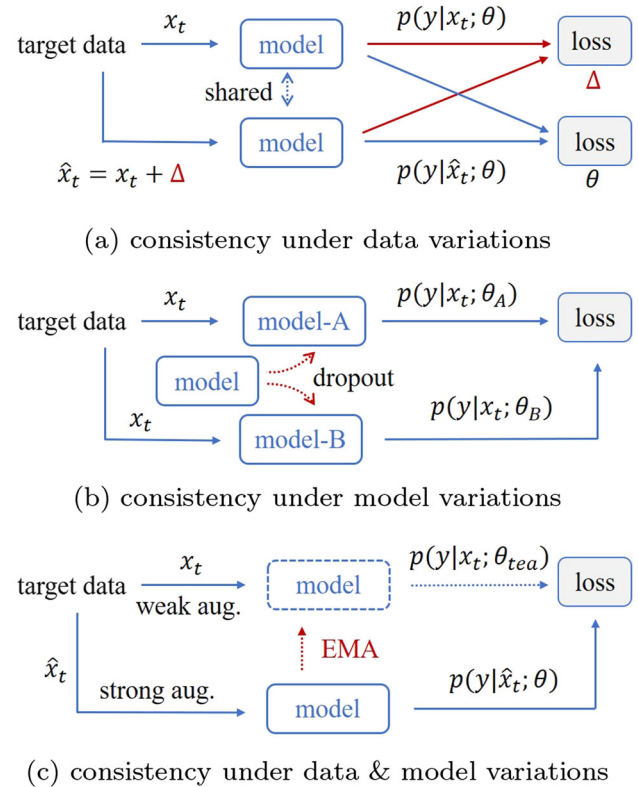 target data
x_t
model
p(y|x_t; θ)
loss
Δ
shared
model
x̂_t = x_t + Δ
p(y|x̂_t; θ)
loss
θ
(a) consistency under data variations
target data
x_t
model-A
p(y|x_t; θ_A)
loss
model
dropout
x_t
model-B
p(y|x_t; θ_B)
(b) consistency under model variations
target data
x_t
weak aug.
model
p(y|x_t; θ_tea)
loss
EMA
x̂_t
strong aug.
model
p(y|x̂_t; θ)
(c) consistency under data & model variations